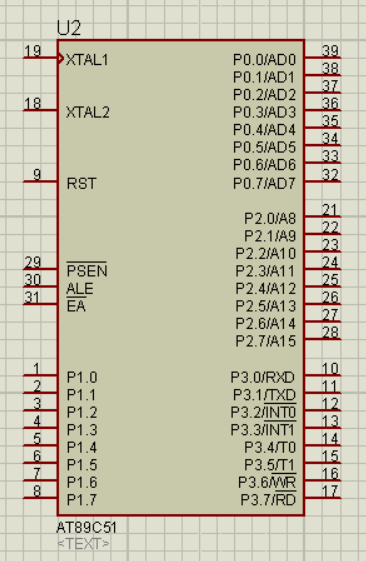 U2
19 XTAL1 P0.0/AD0 39
P0.1/AD1 38
P0.2/AD2 37
18 XTAL2 P0.3/AD3 36
P0.4/AD4 35
P0.5/AD5 34
P0.6/AD6 33
9 RST P0.7/AD7 32
P2.0/A8 21
P2.1/A9 22
P2.2/A10 23
29 PSEN P2.3/A11 24
30 ALE P2.4/A12 25
31 EA P2.5/A13 26
P2.6/A14 27
P2.7/A15 28
1 P1.0 P3.0/RXD 10
2 P1.1 P3.1/TXD 11
3 P1.2 P3.2/INT0 12
4 P1.3 P3.3/INT1 13
5 P1.4 P3.4/T0 14
6 P1.5 P3.5/T1 15
7 P1.6 P3.6/WR 16
8 P1.7 P3.7/RD 17
AT89C51
<TEXT>